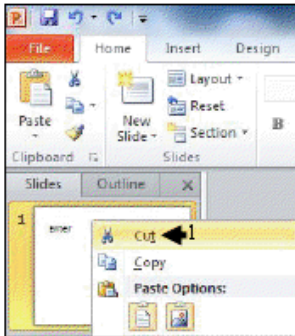 File Home Insert Design
Paste
New
Slide
Layout
Reset
Section
B
Clipboard Slides
Slides Outline
1
Cut 1
Copy
Paste Options: